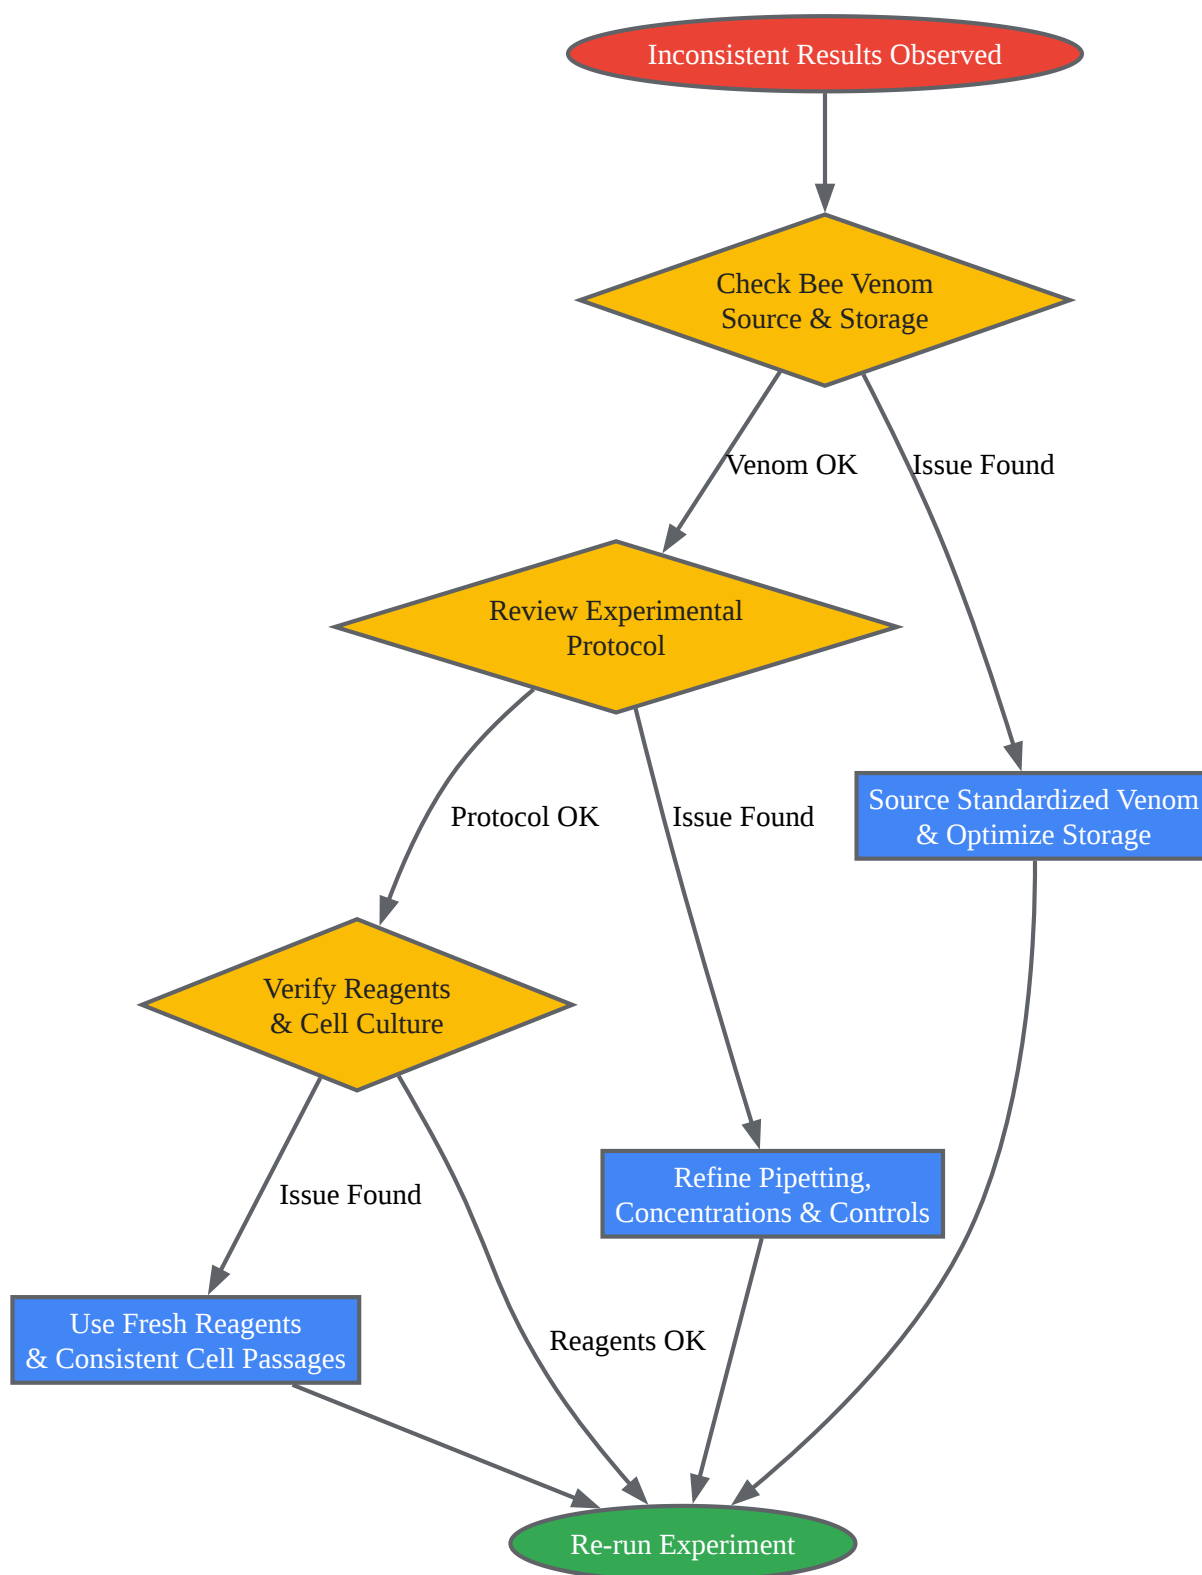 Inconsistent Results Observed
Check Bee Venom
Source & Storage
Venom OK
Issue Found
Review Experimental
Protocol
Source Standardized Venom
& Optimize Storage
Protocol OK
Issue Found
Verify Reagents
& Cell Culture
Refine Pipetting,
Concentrations & Controls
Issue Found
Use Fresh Reagents
& Consistent Cell Passages
Reagents OK
Re-run Experiment